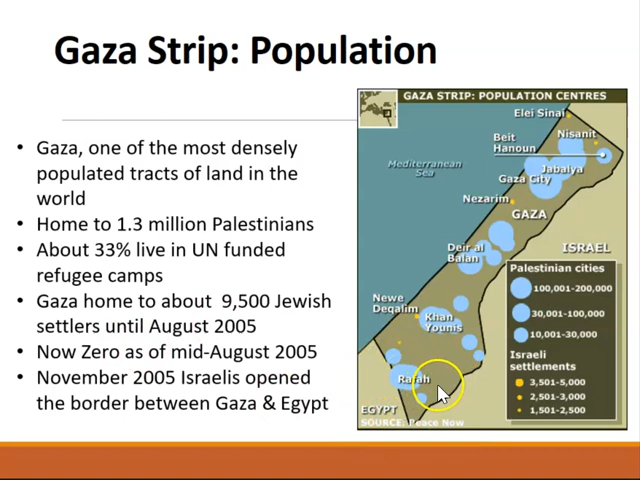 Gaza Strip: Population
• Gaza, one of the most densely
populated tracts of land in the
world
• Home to 1.3 million Palestinians
• About 33% live in UN funded
refugee camps
• Gaza home to about 9,500 Jewish
settlers until August 2005
• Now Zero as of mid-August 2005
• November 2005 Israelis opened
the border between Gaza & Egypt
GAZA STRIP: POPULATION CENTRES
Elei Sinai
Nisanit
Beit
Hanoun
Mediterranean
Sea
Jabalya
Gaza City
Nezarim
GAZA
Deir al
Balan
ISRAEL
Newe
Deqalim
Khan
Younis
Rafah
EGYPT
SOURCE: Peace Now
Palestinian cities
100,001-200,000
30,001-100,000
10,001-30,000
Israeli
settlements
3,501-5,000
2,501-3,000
1,501-2,500